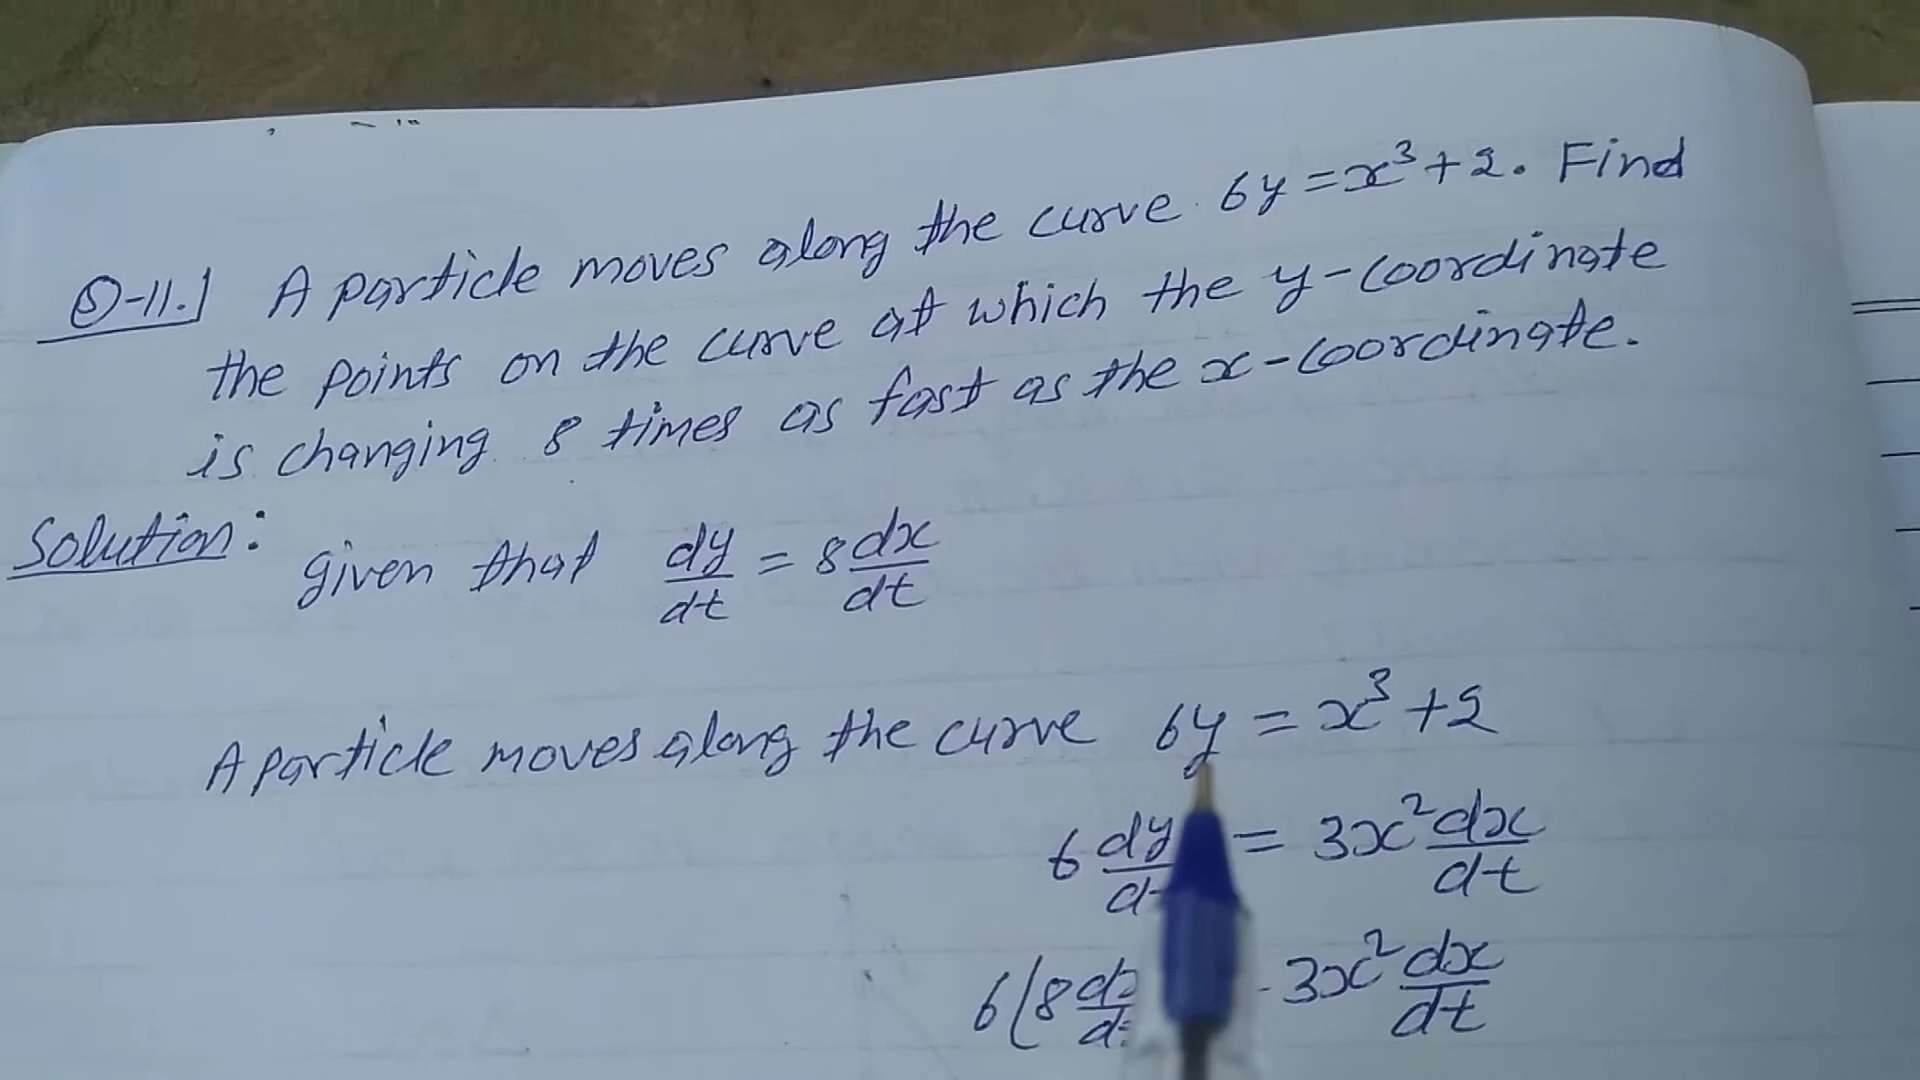 Q-11.] A particle moves along the curve 6y = x³ + 2. Find
the points on the curve at which the y-coordinate
is changing 8 times as fast as the x-coordinate.
Solution: given that dy/dt = 8 dx/dt
A particle moves along the curve 6y = x³ + 2
6 dy/d = 3x² dx/dt
6(8 d 3x² dx/dt